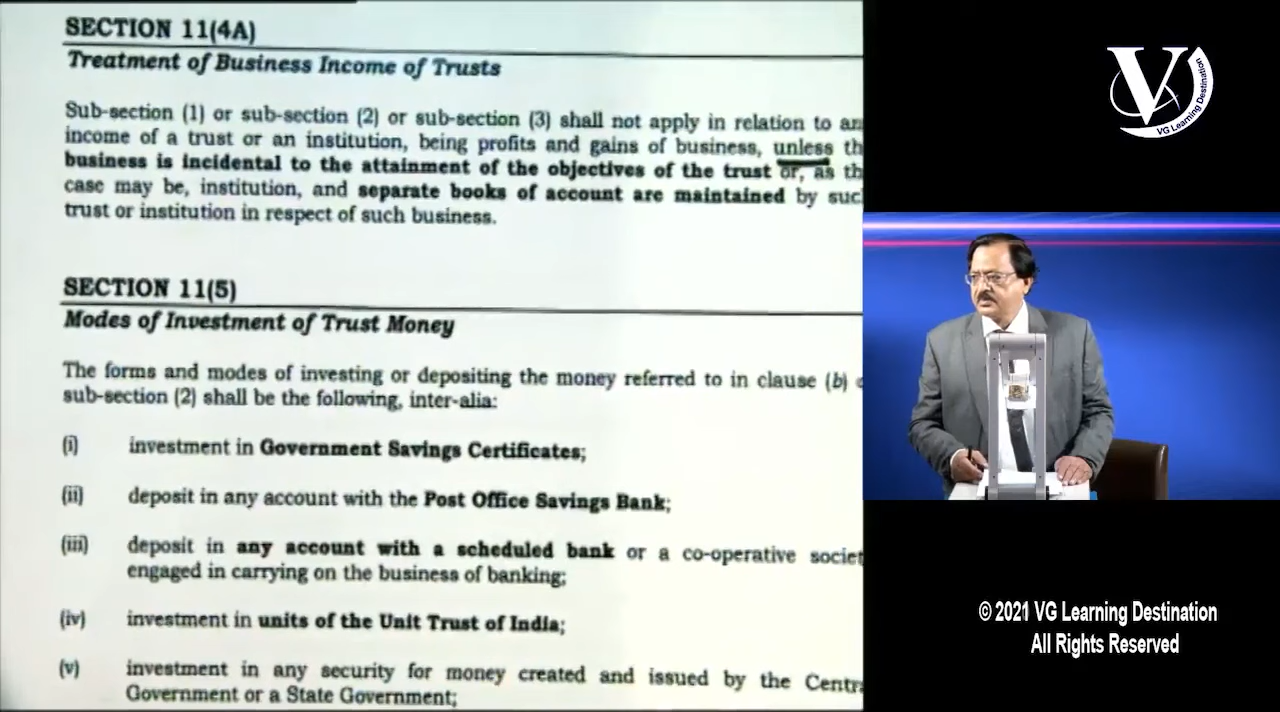 SECTION 11(4A)
Treatment of Business Income of Trusts
Sub-section (1) or sub-section (2) or sub-section (3) shall not apply in relation to an
income of a trust or an institution, being profits and gains of business, unless th
business is incidental to the attainment of the objectives of the trust or, as th
case may be, institution, and separate books of account are maintained by suc
trust or institution in respect of such business.
SECTION 11(5)
Modes of Investment of Trust Money
The forms and modes of investing or depositing the money referred to in clause (b)
sub-section (2) shall be the following, inter-alia:
(i) investment in Government Savings Certificates;
(ii) deposit in any account with the Post Office Savings Bank;
(iii) deposit in any account with a scheduled bank or a co-operative societ
engaged in carrying on the business of banking;
(iv) investment in units of the Unit Trust of India;
(v) investment in any security for money created and issued by the Centr
Government or a State Government;
V
VG Learning Destination
© 2021 VG Learning Destination
All Rights Reserved